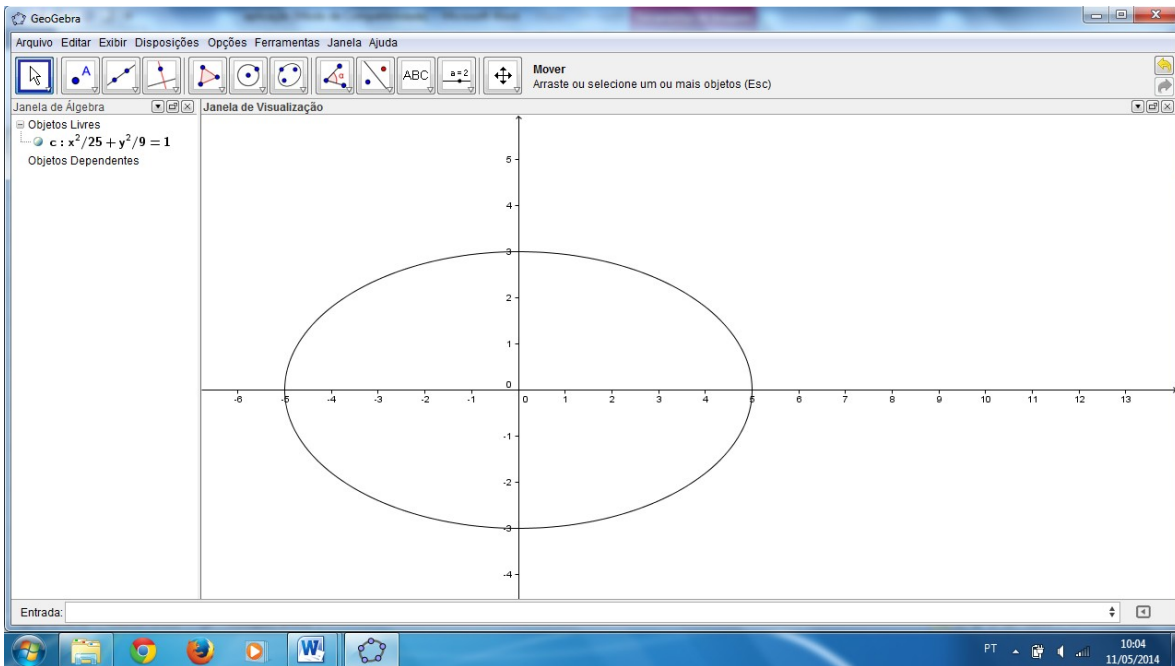 GeoGebra
Arquivo Editar Exibir Disposições Opções Ferramentas Janela Ajuda
A
α
ABC
a=2
Mover
Arraste ou selecione um ou mais objetos (Esc)
Janela de Álgebra
Janela de Visualização
Objetos Livres
c : x²/25 + y²/9 = 1
Objetos Dependentes
5
4
3
2
1
0
-6 -5 -4 -3 -2 -1 0 1 2 3 4 5 6 7 8 9 10 11 12 13
-1
-2
-3
-4
Entrada:
W
PT
10:04
11/05/2014